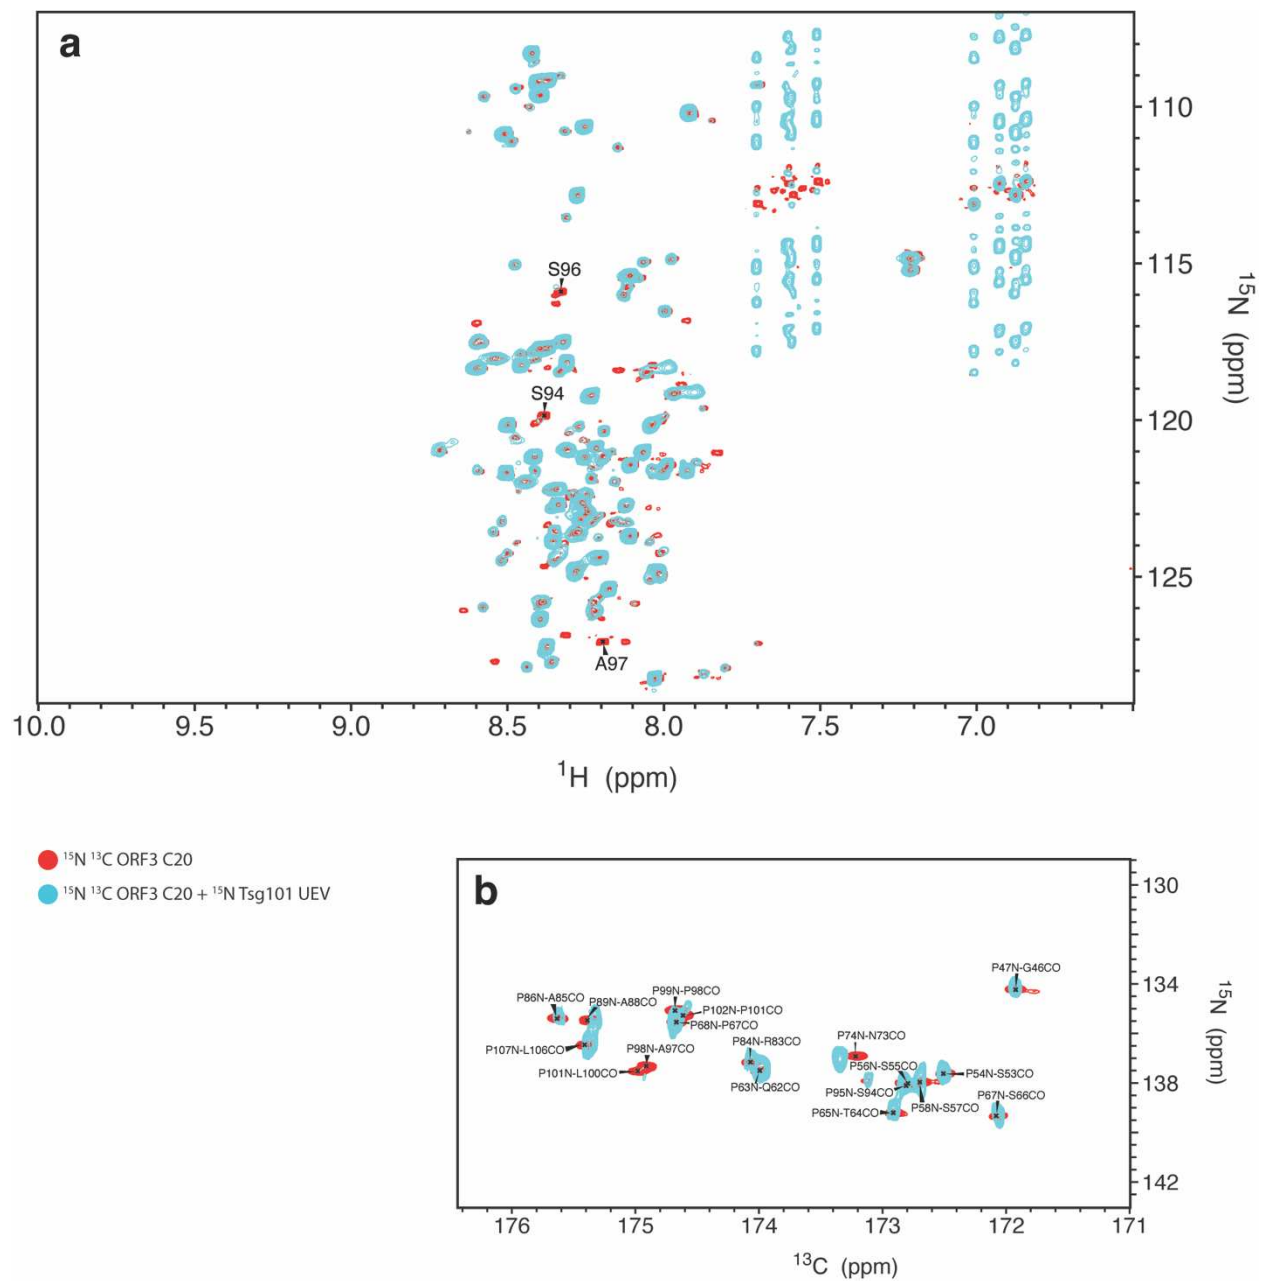 a
S96
S94
A97
110
115
120
125
15N (ppm)
10.0 9.5 9.0 8.5 8.0 7.5 7.0
1H (ppm)
15N 13C ORF3 C20
15N 13C ORF3 C20 + 15N Tsg101 UEV
b
P47N-G46CO
P99N-P98CO
P86N-A85CO
P89N-A88CO
P102N-P101CO
P68N-P67CO
P84N-R83CO
P74N-N73CO
P107N-L106CO
P98N-A97CO
P56N-S55CO
P101N-L100CO
P54N-S53CO
P63N-Q62CO
P95N-S94CO
P67N-S66CO
P65N-T64CO
P58N-S57CO
130
134
138
142
15N (ppm)
176 175 174 173 172 171
13C (ppm)